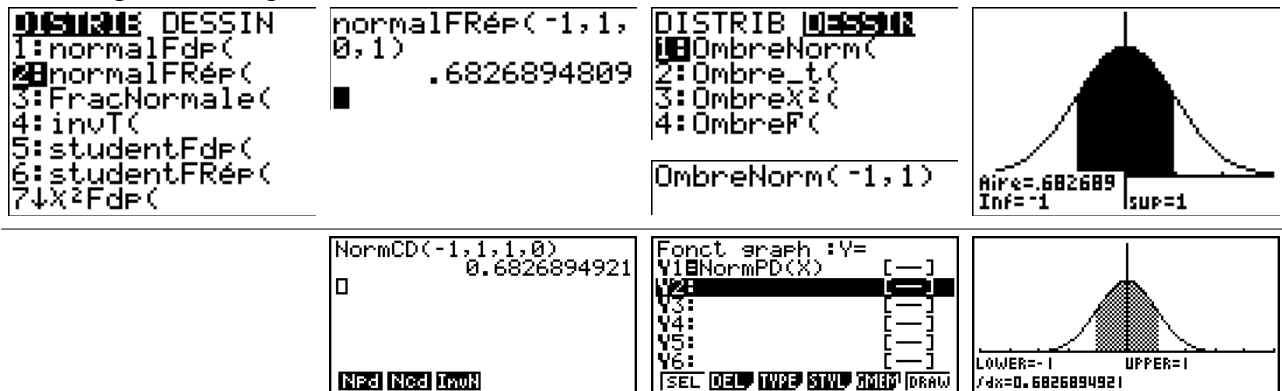 DISTRIB DESSIN
1:normalFdp(
2:normalFRép(
3:FracNormale(
4:invT(
5:studentFdp(
6:studentFRép(
7↓X²Fdp(
normalFRép(-1,1,
0,1)
.6826894809
DISTRIB DESSIN
1:OmbreNorm(
2:Ombre_t(
3:OmbreX²(
4:OmbreF(
OmbreNorm(-1,1)
Aire=.682689
Inf=-1 sup=1
NormCD(-1,1,1,0)
0.6826894921
Npd Ncd InvN
Fonct graph :Y=
Y1=NormPD(X) [—]
Y2: [—]
Y3: [—]
Y4: [—]
Y5: [—]
Y6: [—]
SEL DEL TYPE STYL GMEM DRAW
LOWER=-1 UPPER=1
∫dx=0.6826894921